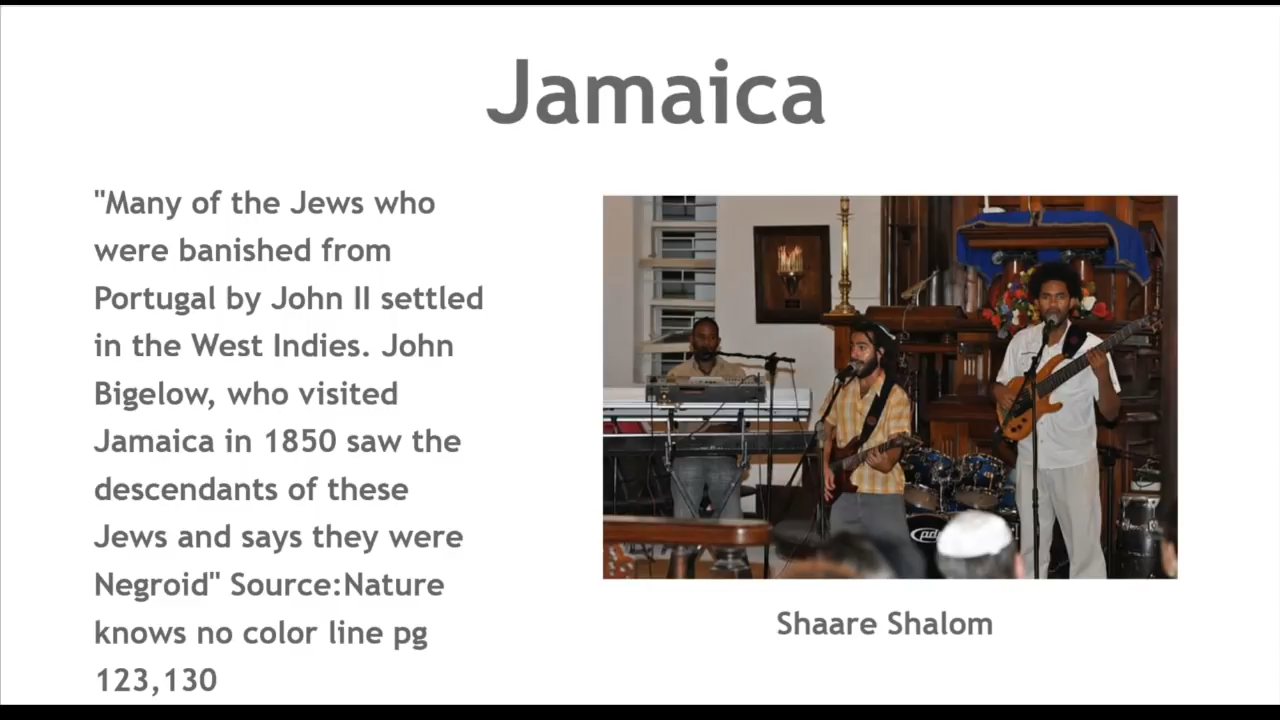 Jamaica
"Many of the Jews who
were banished from
Portugal by John II settled
in the West Indies. John
Bigelow, who visited
Jamaica in 1850 saw the
descendants of these
Jews and says they were
Negroid" Source:Nature
knows no color line pg
123,130
pd
Shaare Shalom